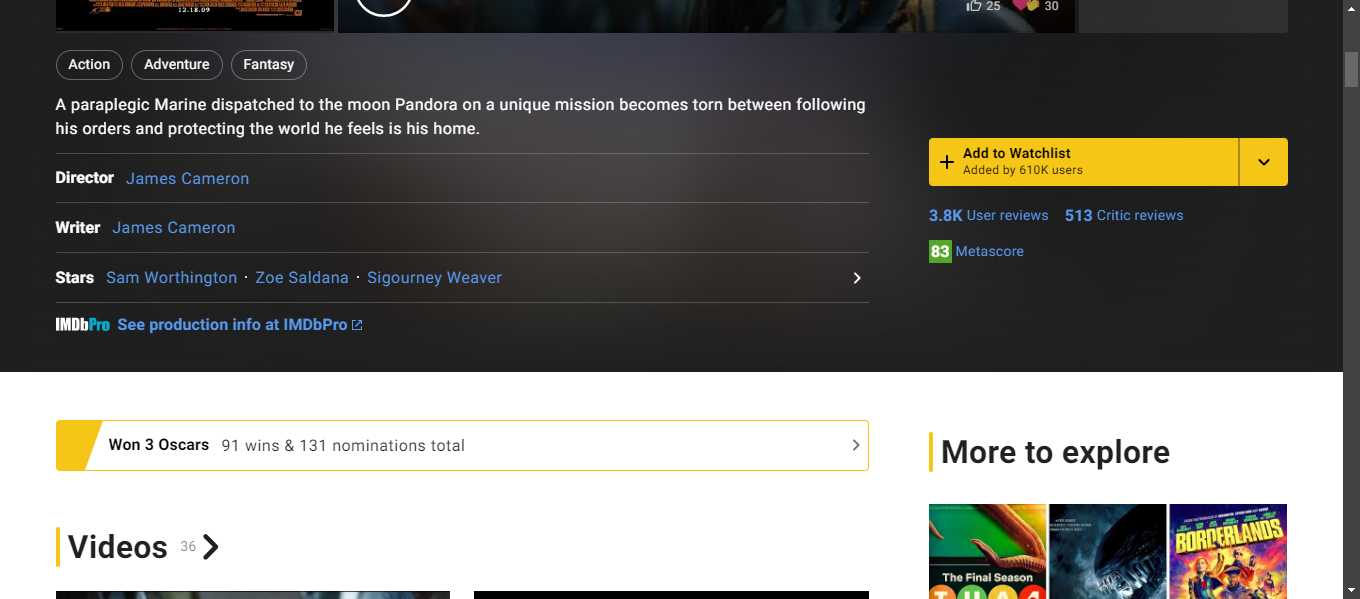 12.18.09
25
30
Action
Adventure
Fantasy
A paraplegic Marine dispatched to the moon Pandora on a unique mission becomes torn between following
his orders and protecting the world he feels is his home.
Director James Cameron
Writer James Cameron
Stars Sam Worthington · Zoe Saldana · Sigourney Weaver
IMDbPro See production info at IMDbPro
Add to Watchlist
Added by 610K users
3.8K User reviews 513 Critic reviews
83 Metascore
Won 3 Oscars 91 wins & 131 nominations total
Videos 36
More to explore
The Final Season
BORDERLANDS